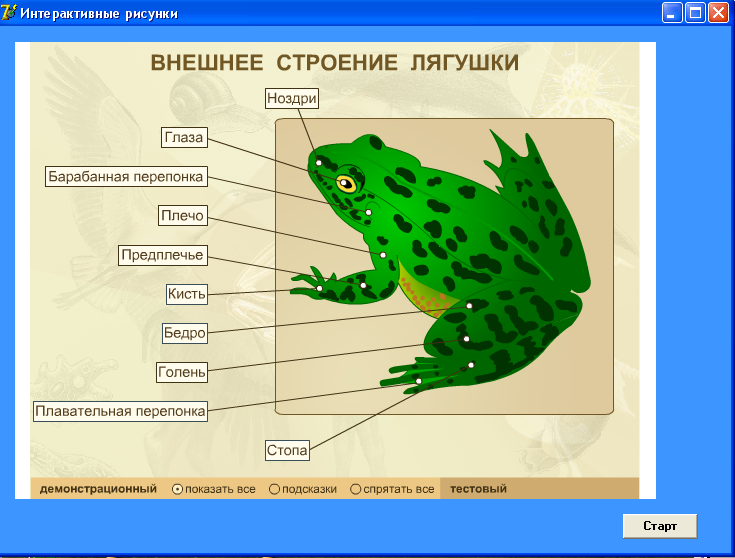 Интерактивные рисунки
ВНЕШНЕЕ СТРОЕНИЕ ЛЯГУШКИ
Ноздри
Глаза
Барабанная перепонка
Плечо
Предплечье
Кисть
Бедро
Голень
Плавательная перепонка
Стопа
демонстрационный показать все подсказки спрятать все тестовый
Старт